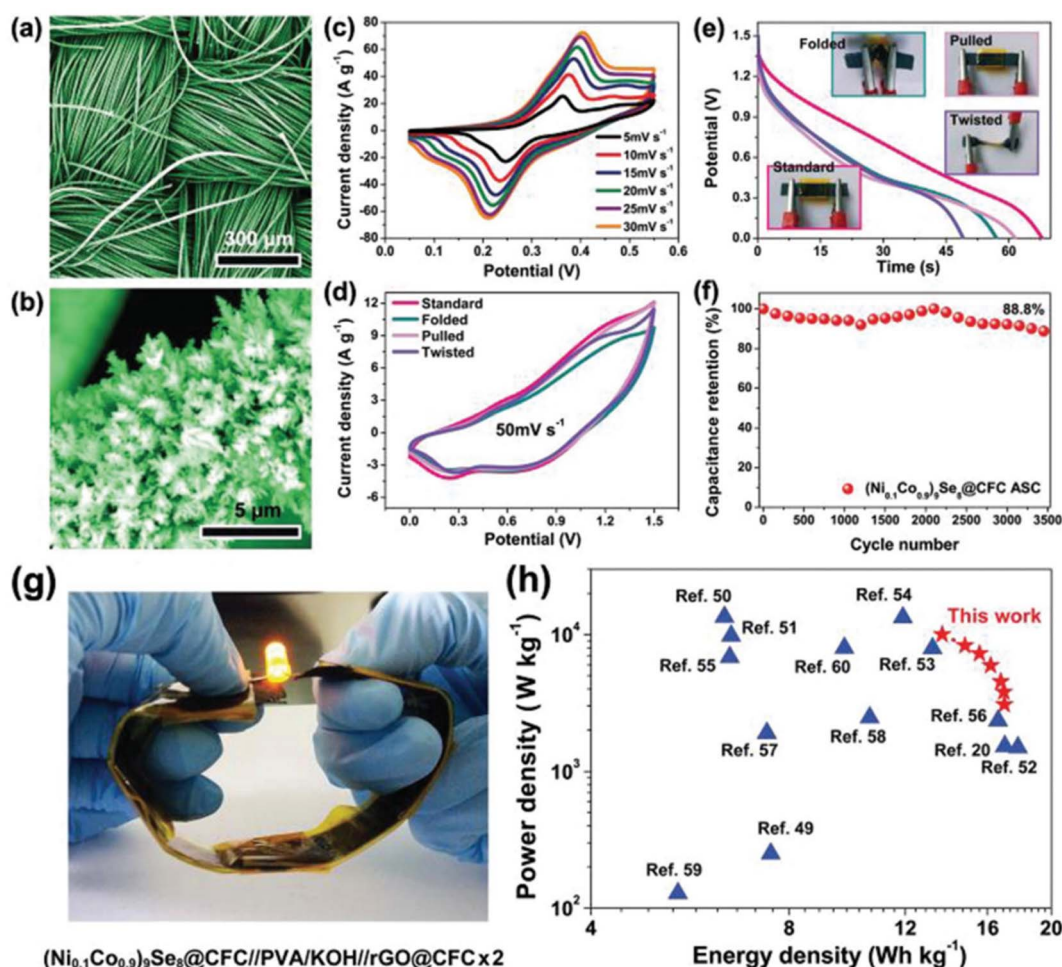 (a)
300 μm
(b)
5 μm
(c)
Current density (A g⁻¹)
80
60
40
20
0
-20
-40
-60
-80
5mV s⁻¹
10mV s⁻¹
15mV s⁻¹
20mV s⁻¹
25mV s⁻¹
30mV s⁻¹
0.0 0.1 0.2 0.3 0.4 0.5 0.6
Potential (V)
(d)
Current density (A g⁻¹)
12
9
6
3
0
-3
-6
Standard
Folded
Pulled
Twisted
50mV s⁻¹
0.0 0.3 0.6 0.9 1.2 1.5
Potential (V)
(e)
Potential (V)
1.5
1.2
0.9
0.6
0.3
0.0
Folded
Pulled
Twisted
Standard
0 15 30 45 60
Time (s)
(f)
Capacitance retention (%)
100
80
60
40
20
0
88.8%
(Ni₀.₁Co₀.₉)₉Se₈@CFC ASC
0 500 1000 1500 2000 2500 3000 3500
Cycle number
(g)
(Ni₀.₁Co₀.₉)₉Se₈@CFC//PVA/KOH//rGO@CFC x2
(h)
Power density (W kg⁻¹)
10⁴
10³
10²
Ref. 50
Ref. 54
This work
Ref. 51
Ref. 55
Ref. 60
Ref. 53
Ref. 56
Ref. 57
Ref. 58
Ref. 20
Ref. 52
Ref. 49
Ref. 59
4 8 12 16 20
Energy density (Wh kg⁻¹)